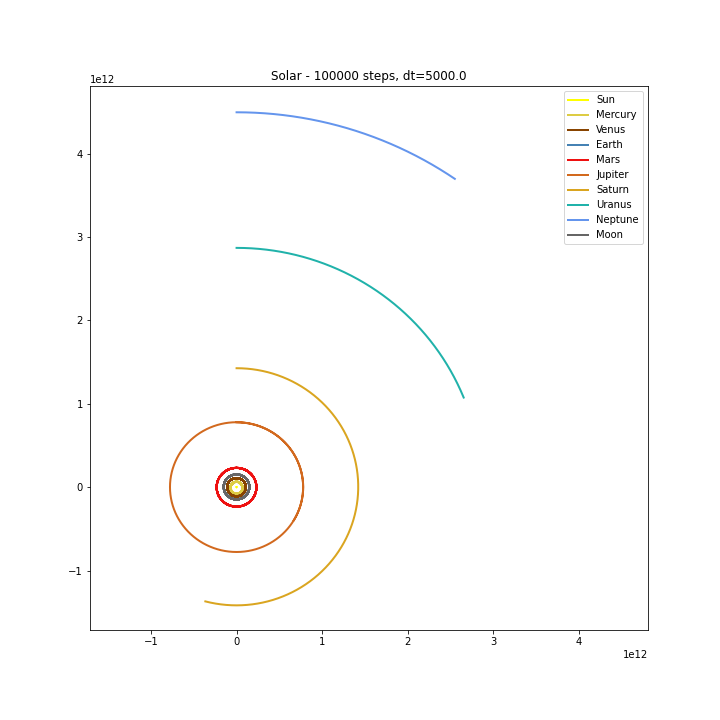 Solar - 100000 steps, dt=5000.0
1e12
Sun
Mercury
Venus
Earth
Mars
Jupiter
Saturn
Uranus
Neptune
Moon
4
3
2
1
0
−1
−1
0
1
2
3
4
1e12